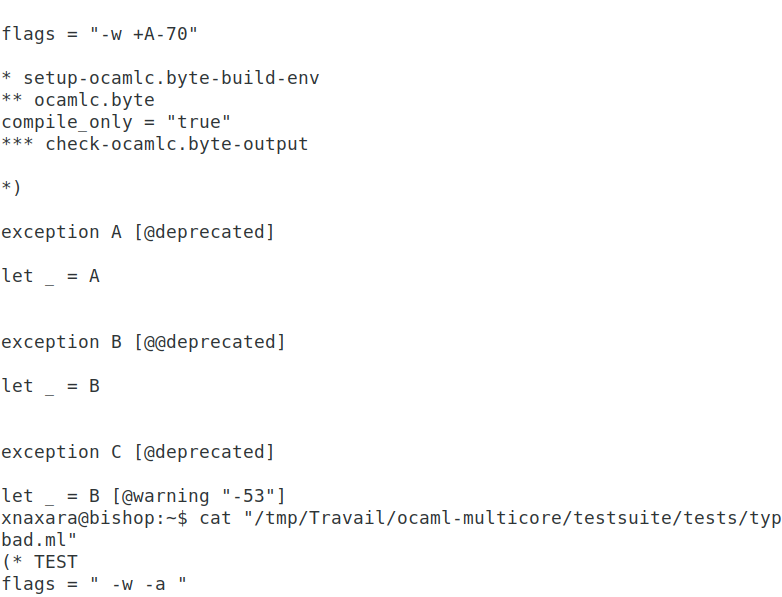 flags = "-w +A-70"
* setup-ocamlc.byte-build-env
** ocamlc.byte
compile_only = "true"
*** check-ocamlc.byte-output
*)
exception A [@deprecated]
let _ = A
exception B [@@deprecated]
let _ = B
exception C [@deprecated]
let _ = B [@warning "-53"]
xnaxara@bishop:~$ cat "/tmp/Travail/ocaml-multicore/testsuite/tests/typ
bad.ml"
(* TEST
flags = " -w -a "